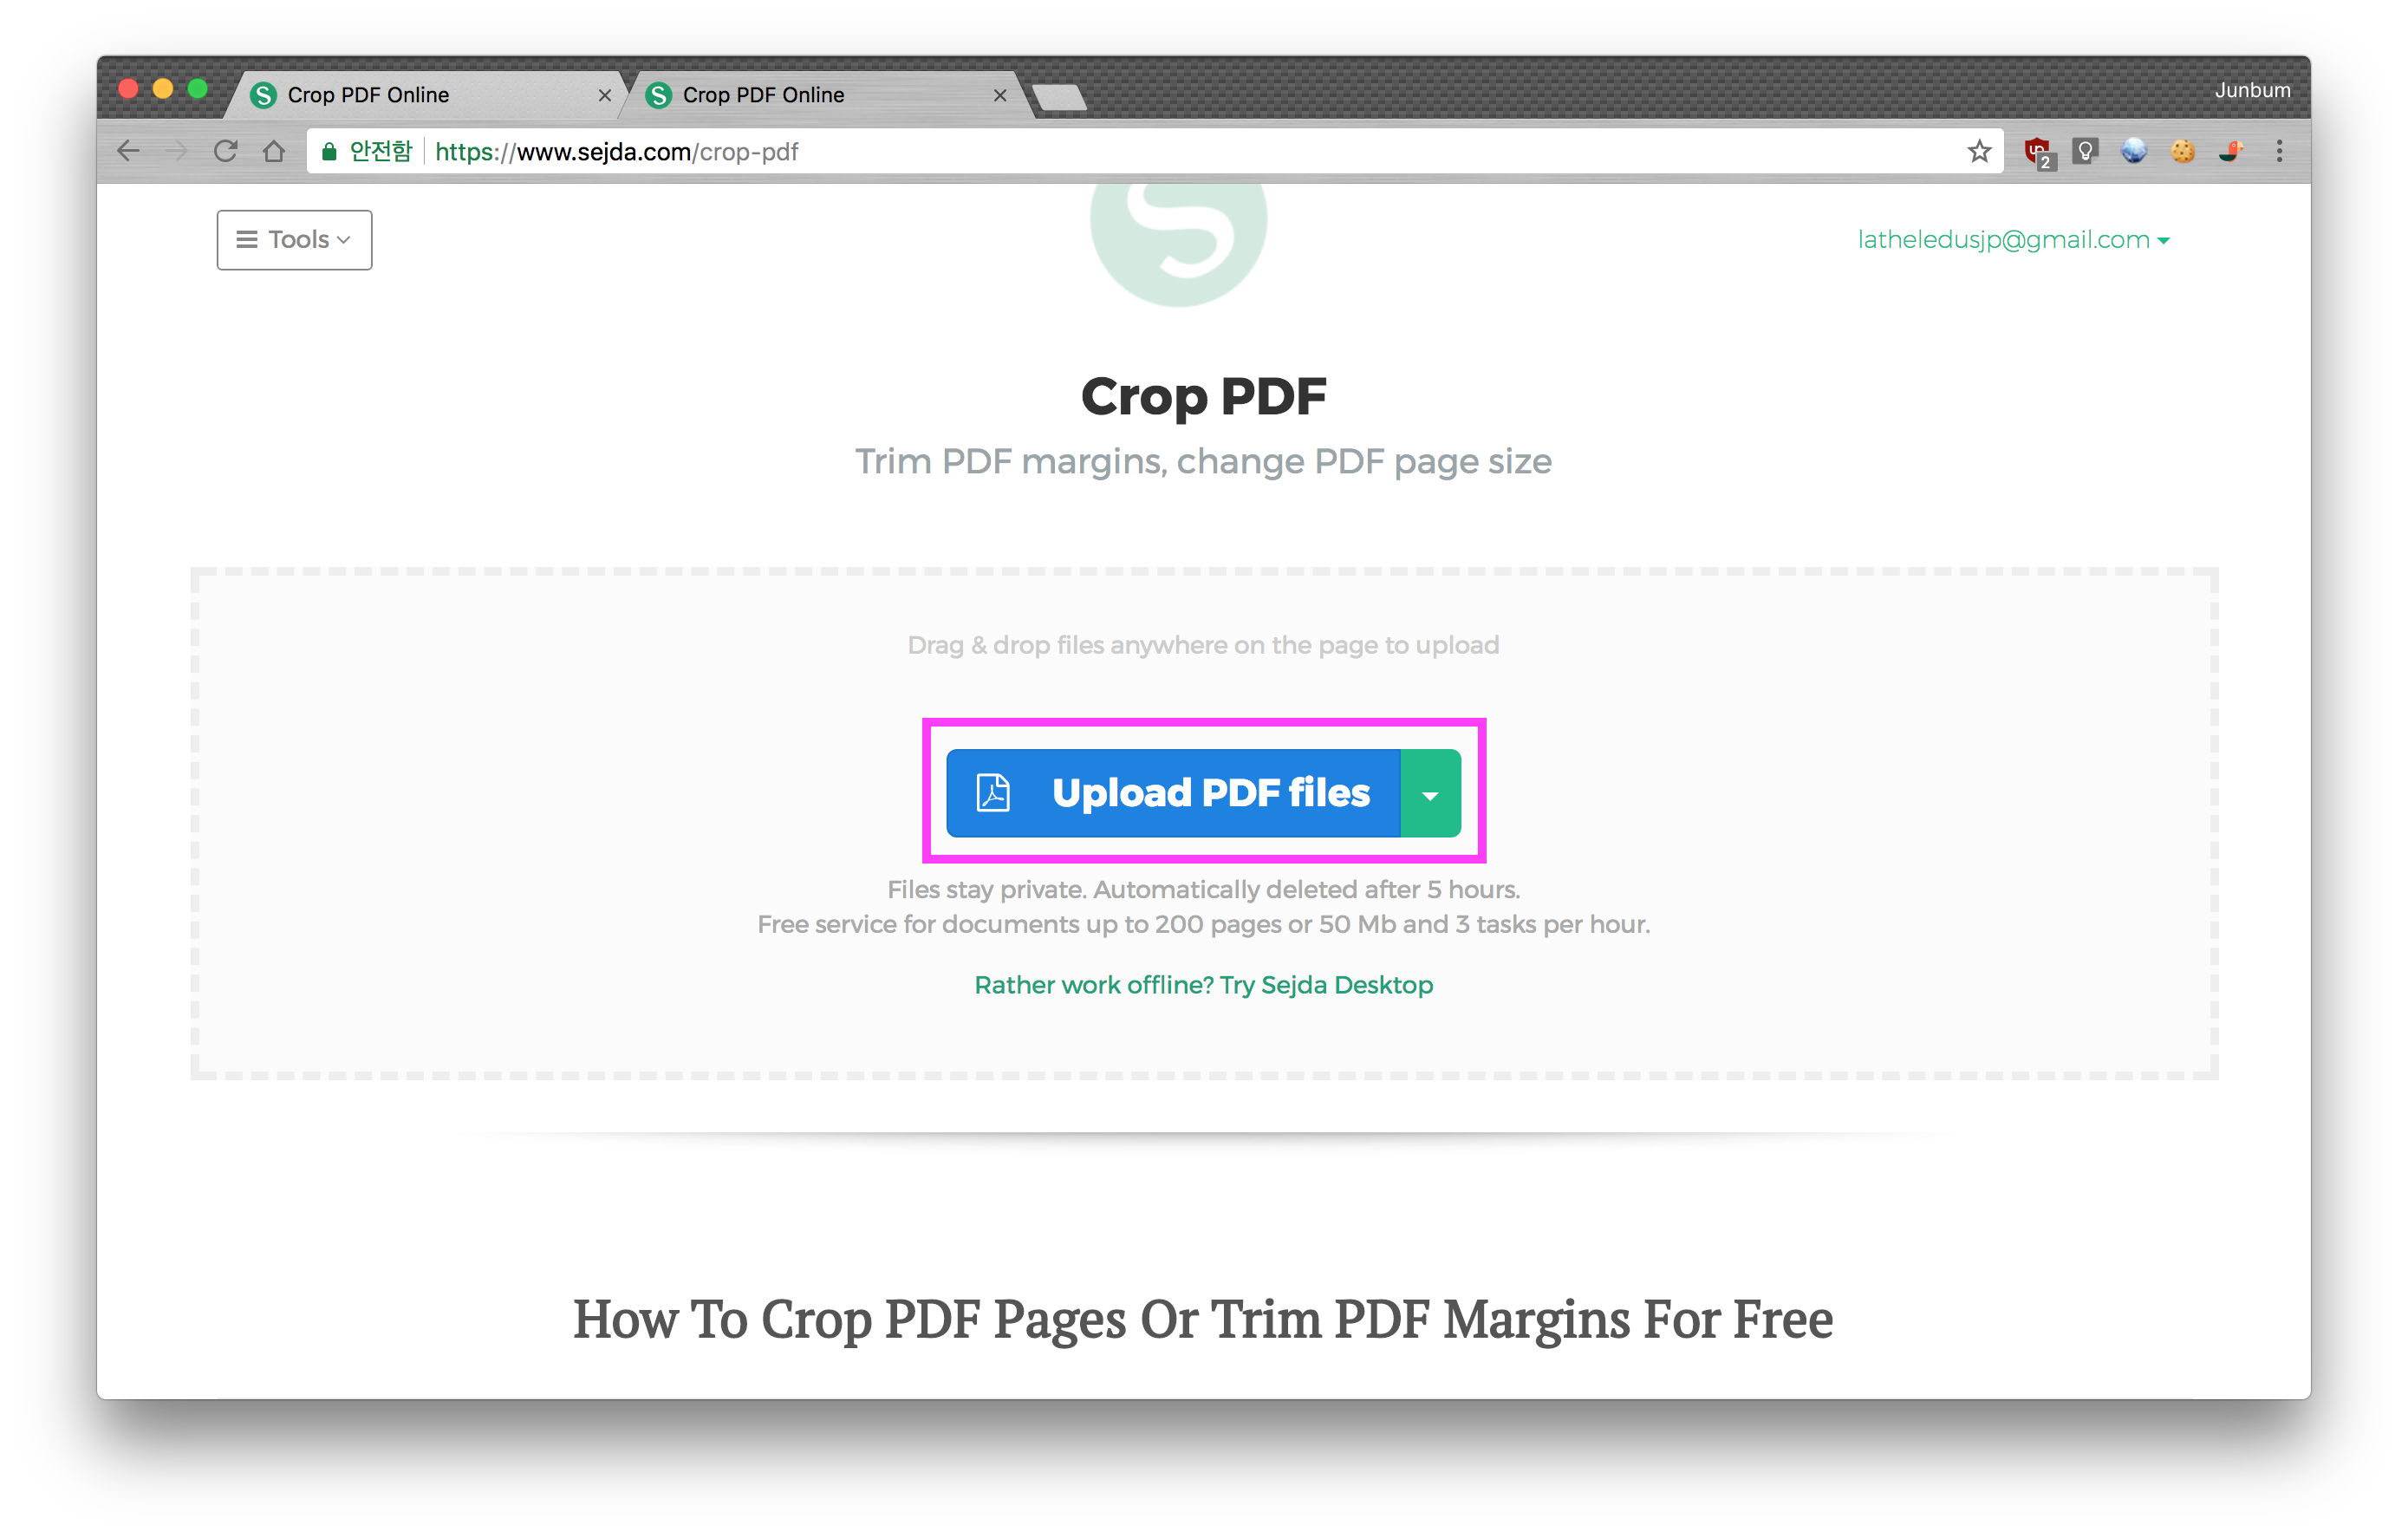 Crop PDF Online
Crop PDF Online
Junbum
안전함
https://www.sejda.com/crop-pdf
2
Tools
latheledusjp@gmail.com
Crop PDF
Trim PDF margins, change PDF page size
Drag & drop files anywhere on the page to upload
Upload PDF files
Files stay private. Automatically deleted after 5 hours.
Free service for documents up to 200 pages or 50 Mb and 3 tasks per hour.
Rather work offline? Try Sejda Desktop
How To Crop PDF Pages Or Trim PDF Margins For Free